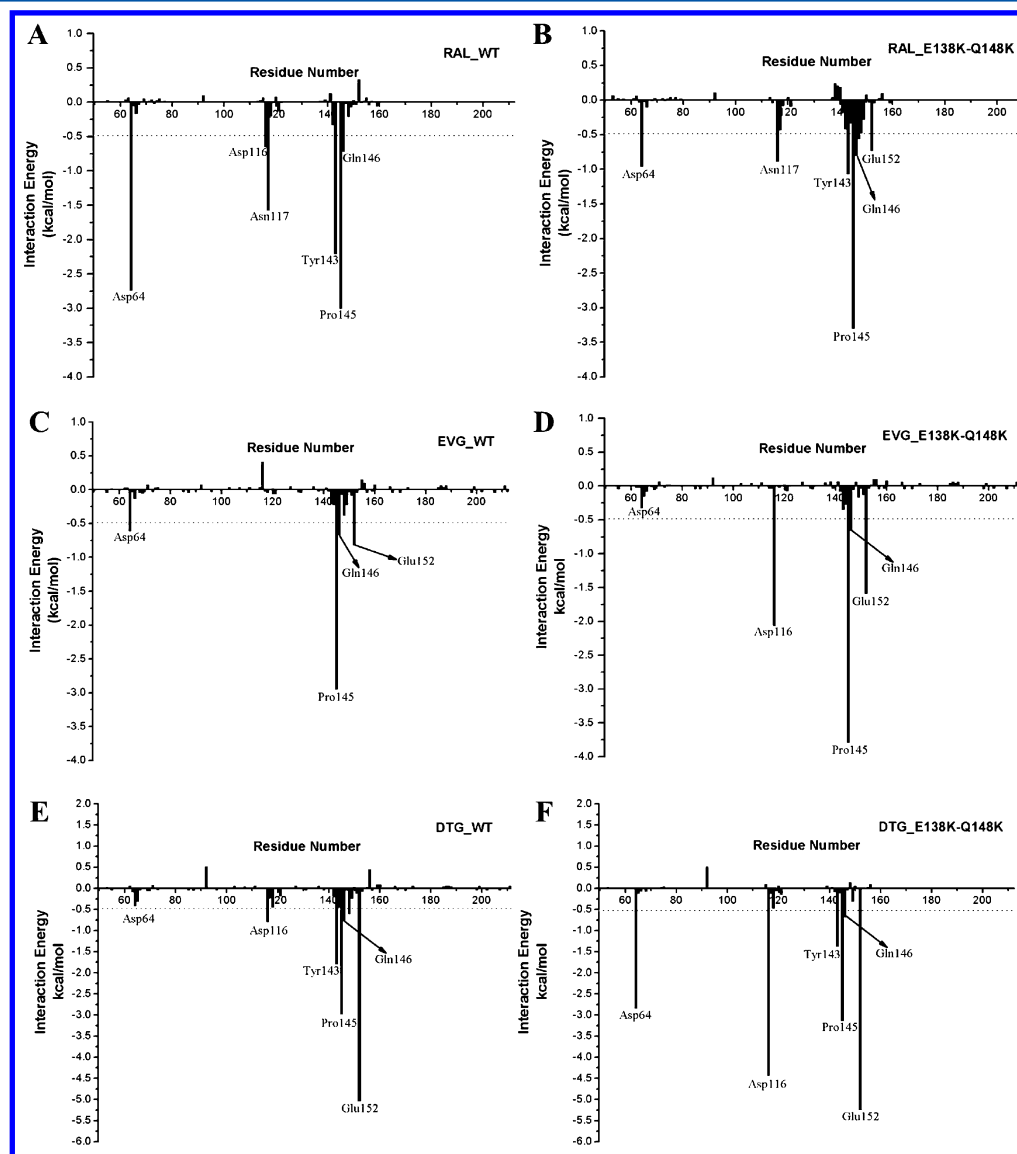 A
RAL_WT
Residue Number
Interaction Energy
(kcal/mol)
1.0
0.5
0.0
-0.5
-1.0
-1.5
-2.0
-2.5
-3.0
-3.5
-4.0
60 80 100 120 140 160 180 200
Asp64
Asp116
Asn117
Tyr143
Pro145
Gln146
B
RAL_E138K-Q148K
Residue Number
Interaction Energy
(kcal/mol)
1.0
0.5
0.0
-0.5
-1.0
-1.5
-2.0
-2.5
-3.0
-3.5
-4.0
60 80 100 120 140 160 180 200
Asp64
Asn117
Tyr143
Pro145
Gln146
Glu152
C
EVG_WT
Residue Number
Interaction Energy
(kcal/mol)
1.0
0.5
0.0
-0.5
-1.0
-1.5
-2.0
-2.5
-3.0
-3.5
-4.0
60 80 100 120 140 160 180 200
Asp64
Pro145
Gln146
Glu152
D
EVG_E138K-Q148K
Residue Number
Interaction Energy
kcal/mol
1.0
0.5
0.0
-0.5
-1.0
-1.5
-2.0
-2.5
-3.0
-3.5
-4.0
60 80 100 120 140 160 180 200
Asp64
Asp116
Pro145
Gln146
Glu152
E
DTG_WT
Residue Number
Interaction Energy
kcal/mol
2.0
1.5
1.0
0.5
0.0
-0.5
-1.0
-1.5
-2.0
-2.5
-3.0
-3.5
-4.0
-4.5
-5.0
-5.5
-6.0
60 80 100 120 140 160 180 200
Asp64
Asp116
Tyr143
Pro145
Gln146
Glu152
F
DTG_E138K-Q148K
Residue Number
Interaction Energy
kcal/mol
2.0
1.5
1.0
0.5
0.0
-0.5
-1.0
-1.5
-2.0
-2.5
-3.0
-3.5
-4.0
-4.5
-5.0
-5.5
-6.0
60 80 100 120 140 160 180 200
Asp64
Asp116
Tyr143
Pro145
Gln146
Glu152